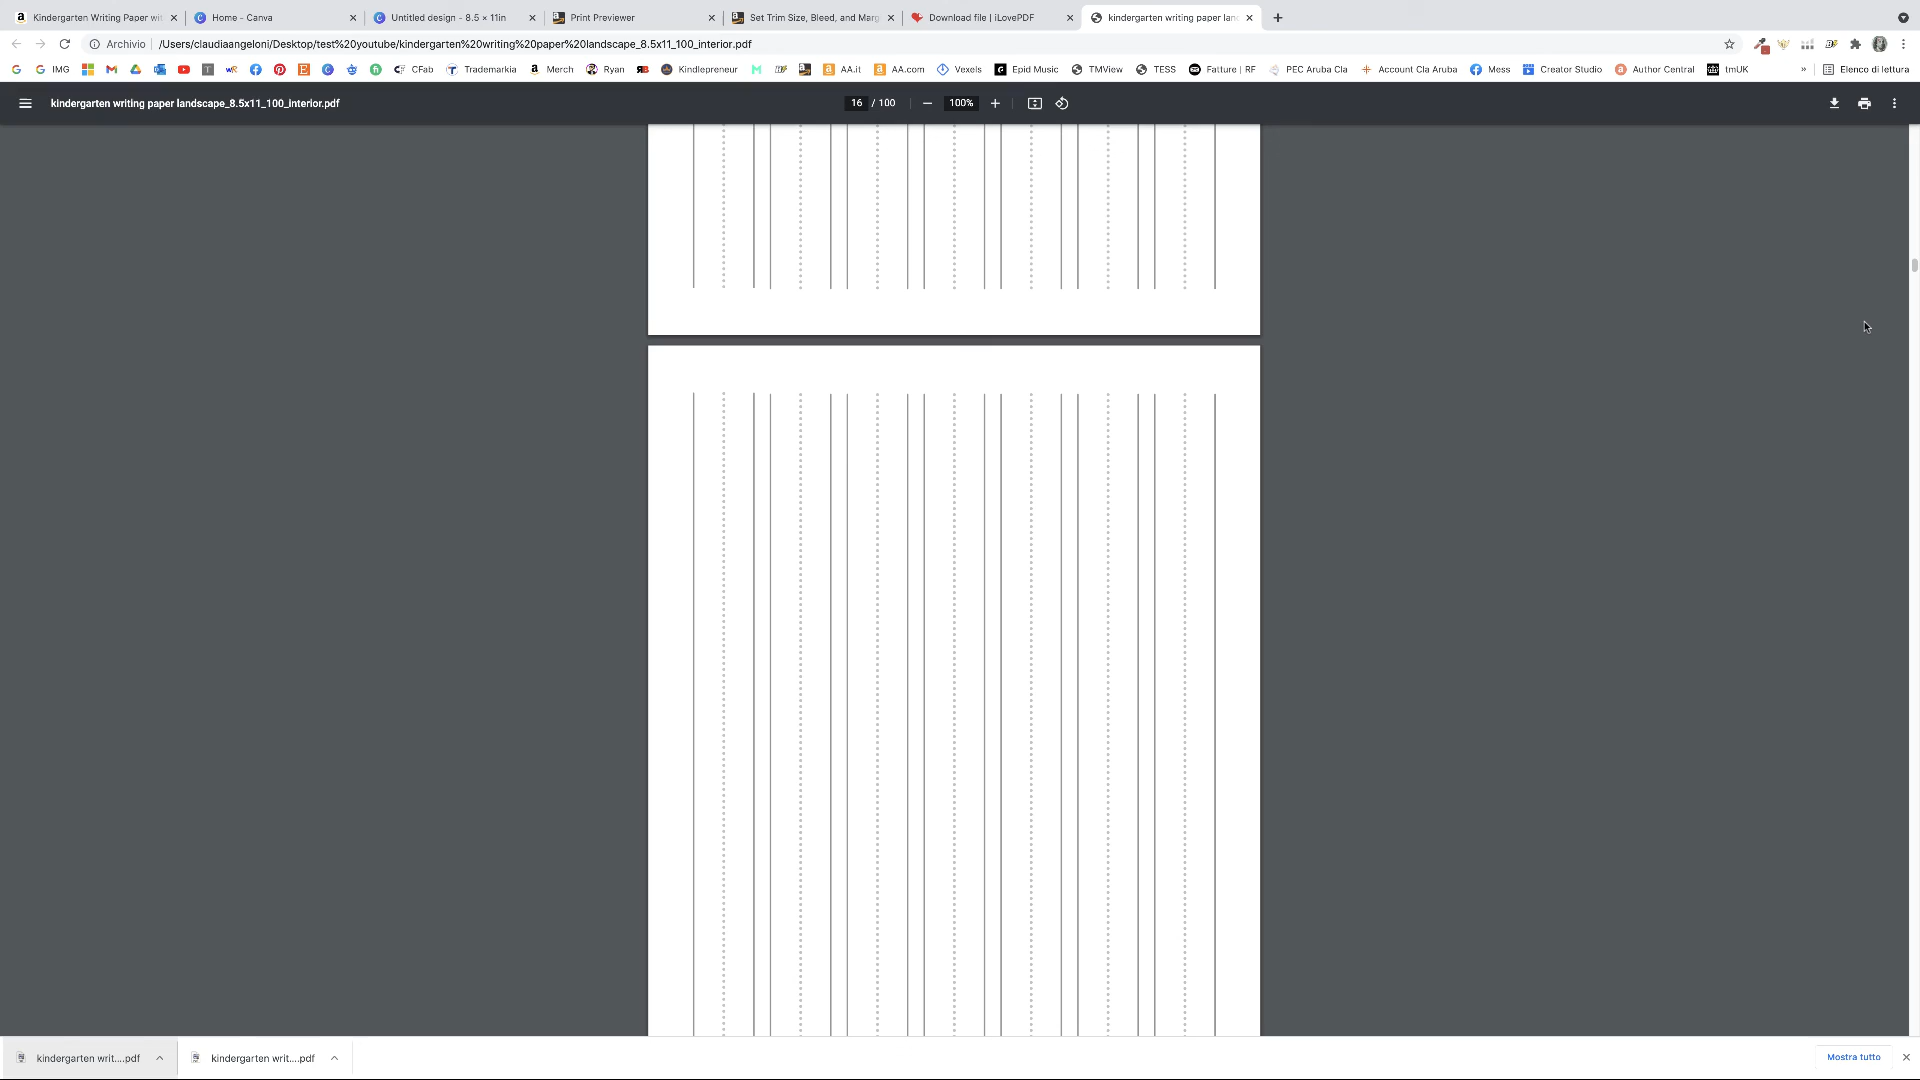 Kindergarten Writing Paper wit
Home - Canva
Untitled design - 8.5 × 11in
Print Previewer
Set Trim Size, Bleed, and Marg
Download file | iLovePDF
kindergarten writing paper lan
Archivio
/Users/claudiaangeloni/Desktop/test%20youtube/kindergarten%20writing%20paper%20landscape_8.5x11_100_interior.pdf
IMG
CFab
Trademarkia
Merch
Ryan
Kindlepreneur
AA.it
AA.com
Vexels
Epid Music
TMView
TESS
Fatture | RF
PEC Aruba Cla
Account Cla Aruba
Mess
Creator Studio
Author Central
tmUK
»
Elenco di lettura
kindergarten writing paper landscape_8.5x11_100_interior.pdf
16 / 100
100%
kindergarten writ....pdf
kindergarten writ....pdf
Mostra tutto